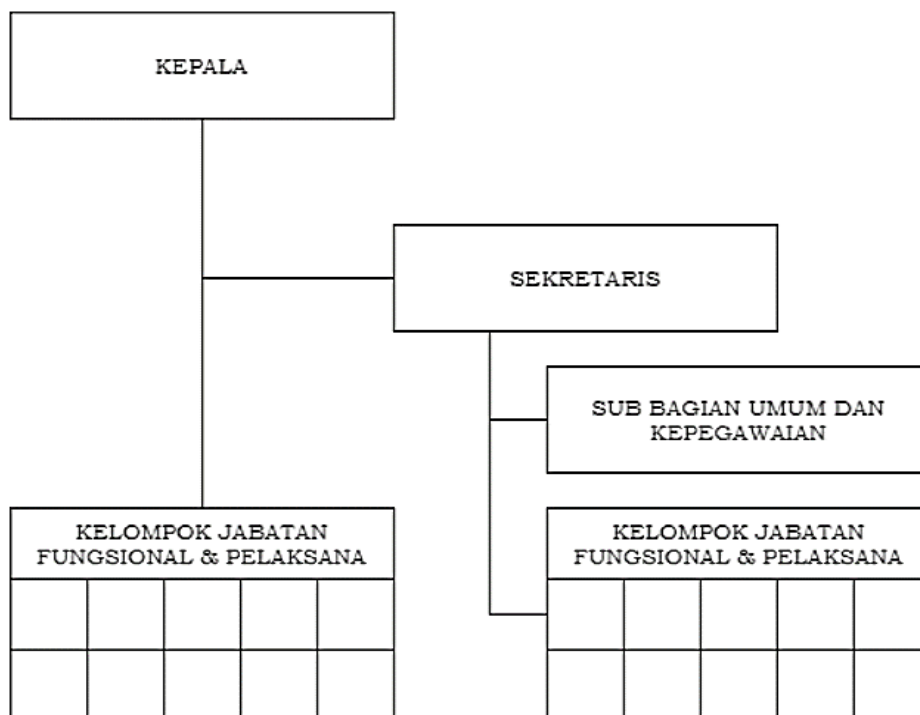 KEPALA
SEKRETARIS
SUB BAGIAN UMUM DAN
KEPEGAWAIAN
KELOMPOK JABATAN
FUNGSIONAL & PELAKSANA
KELOMPOK JABATAN
FUNGSIONAL & PELAKSANA